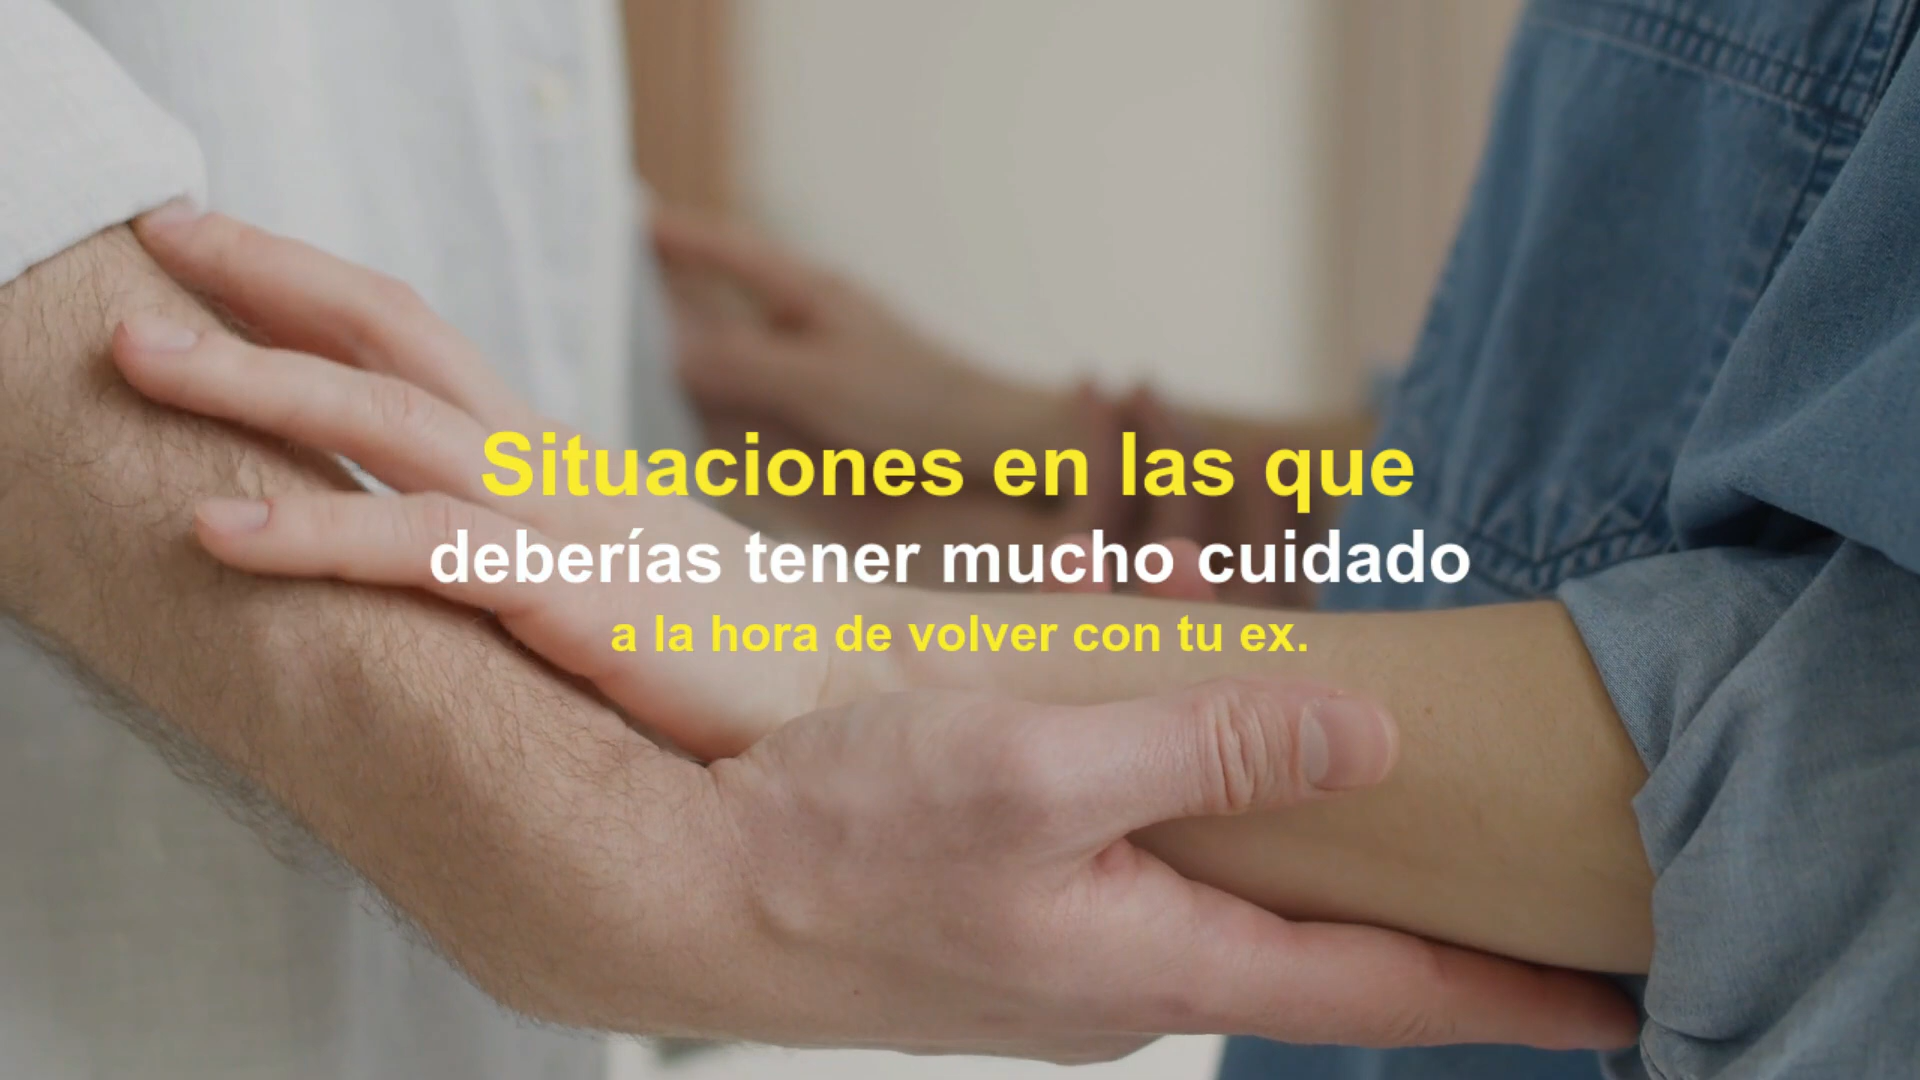 Situaciones en las que
deberías tener mucho cuidado
a la hora de volver con tu ex.